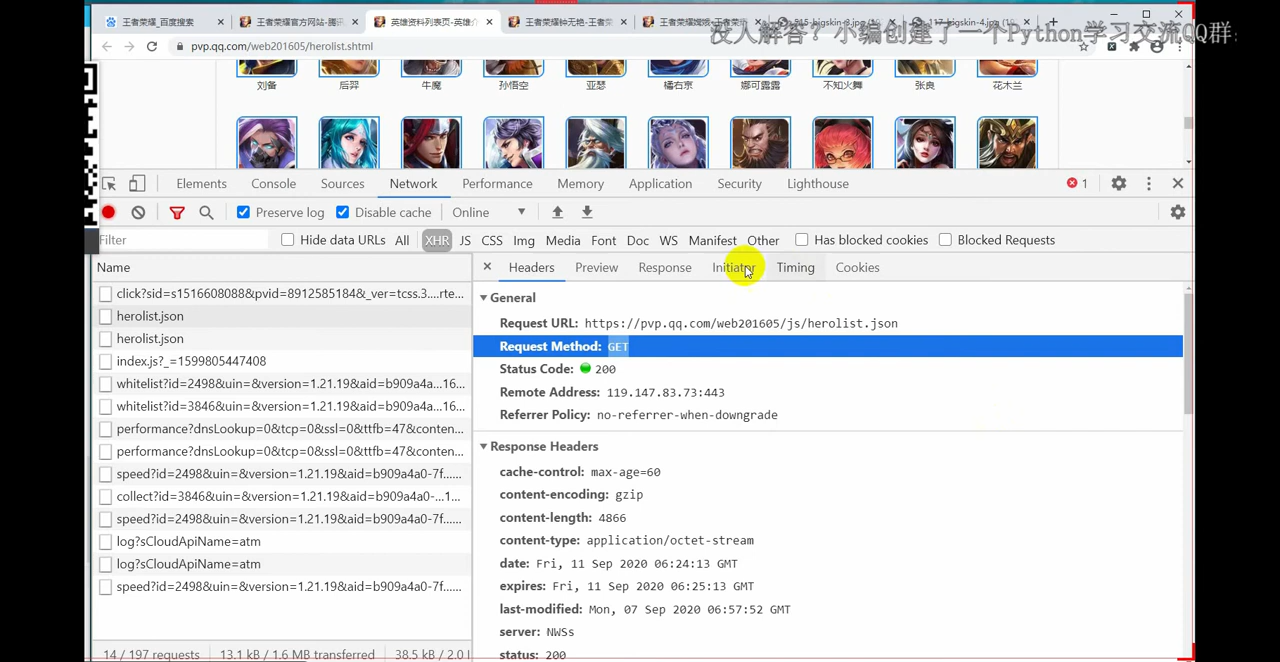 王者荣耀_百度搜索
王者荣耀官方网站-腾讯
英雄资料列表页-英雄介
王者荣耀钟无艳-王者荣
没人解答？小编创建了一个Python学习交流QQ群：
pvp.qq.com/web201605/herolist.shtml
刘备 后羿 牛魔 孙悟空 亚瑟 橘右京 娜可露露 不知火舞 张良 花木兰
Elements Console Sources Network Performance Memory Application Security Lighthouse 1
Preserve log Disable cache Online
Filter Hide data URLs All XHR JS CSS Img Media Font Doc WS Manifest Other Has blocked cookies Blocked Requests
Name
Headers Preview Response Initiator Timing Cookies
click?sid=s1516608088&pvid=8912585184&_ver=tcss.3....rte...
herolist.json
herolist.json
index.js?_=1599805447408
whitelist?id=2498&uin=&version=1.21.19&aid=b909a4a...16...
whitelist?id=3846&uin=&version=1.21.19&aid=b909a4a...16...
performance?dnsLookup=0&tcp=0&ssl=0&ttfb=47&conten...
performance?dnsLookup=0&tcp=0&ssl=0&ttfb=47&conten...
speed?id=2498&uin=&version=1.21.19&aid=b909a4a0-7f......
collect?id=3846&uin=&version=1.21.19&aid=b909a4a0-...1...
speed?id=2498&uin=&version=1.21.19&aid=b909a4a0-7f......
log?sCloudApiName=atm
log?sCloudApiName=atm
speed?id=2498&uin=&version=1.21.19&aid=b909a4a0-7f......
14 / 197 requests 13.1 kB / 1.6 MB transferred 38.5 kB / 2.0
General
Request URL: https://pvp.qq.com/web201605/js/herolist.json
Request Method: GET
Status Code: 200
Remote Address: 119.147.83.73:443
Referrer Policy: no-referrer-when-downgrade
Response Headers
cache-control: max-age=60
content-encoding: gzip
content-length: 4866
content-type: application/octet-stream
date: Fri, 11 Sep 2020 06:24:13 GMT
expires: Fri, 11 Sep 2020 06:25:13 GMT
last-modified: Mon, 07 Sep 2020 06:57:52 GMT
server: NWSs
status: 200